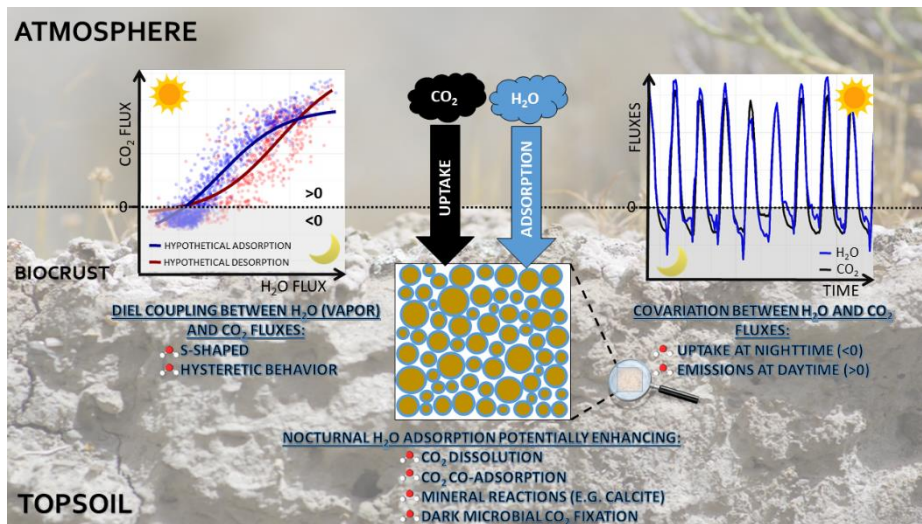 ATMOSPHERE
CO₂ FLUX
0
>0
<0
HYPOTHETICAL ADSORPTION
HYPOTHETICAL DESORPTION
H₂O FLUX
CO₂
H₂O
UPTAKE
ADSORPTION
FLUXES
0
H₂O
CO₂
TIME
BIOCRUST
DIEL COUPLING BETWEEN H₂O (VAPOR)
AND CO₂ FLUXES:
S-SHAPED
HYSTERETIC BEHAVIOR
COVARIATION BETWEEN H₂O AND CO₂
FLUXES:
UPTAKE AT NIGHTTIME (<0)
EMISSIONS AT DAYTIME (>0)
NOCTURNAL H₂O ADSORPTION POTENTIALLY ENHANCING:
CO₂ DISSOLUTION
CO₂ CO-ADSORPTION
MINERAL REACTIONS (E.G. CALCITE)
DARK MICROBIAL CO₂ FIXATION
TOPSOIL